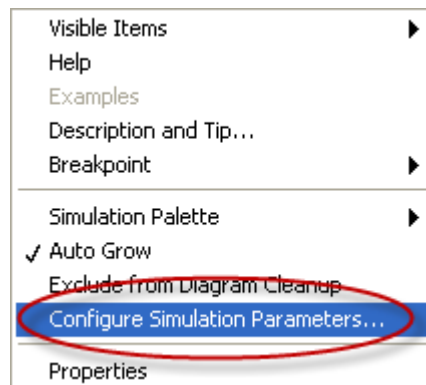 Visible Items
Help
Examples
Description and Tip...
Breakpoint
Simulation Palette
Auto Grow
Exclude from Diagram Cleanup
Configure Simulation Parameters...
Properties